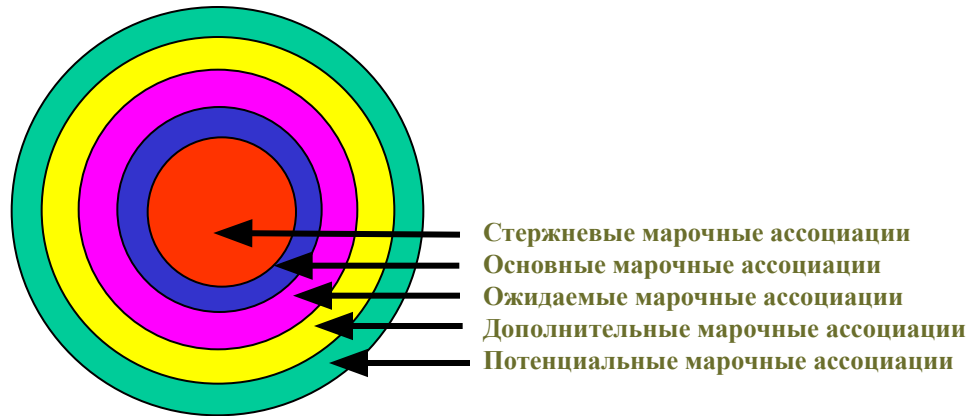 Стержневые марочные ассоциации
Основные марочные ассоциации
Ожидаемые марочные ассоциации
Дополнительные марочные ассоциации
Потенциальные марочные ассоциации